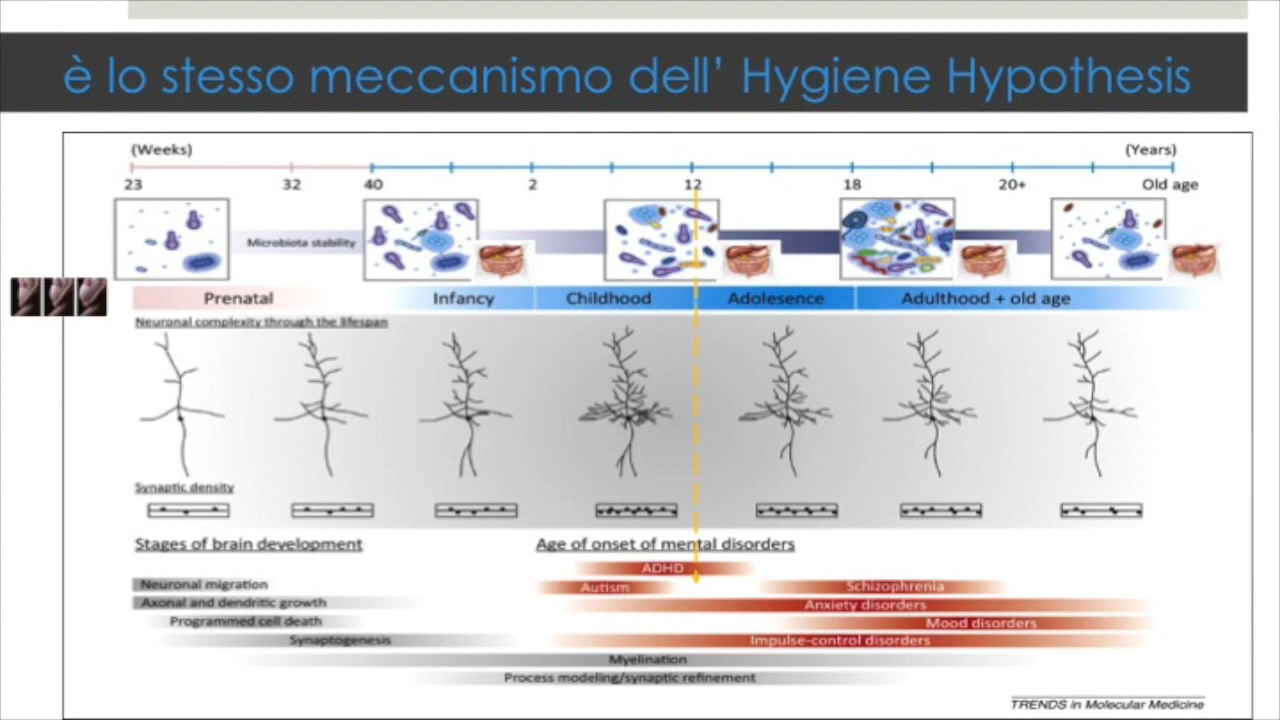 è lo stesso meccanismo dell' Hygiene Hypothesis
(Weeks) (Years)
23 32 40 2 12 18 20+ Old age
Microbiota stability
Prenatal Infancy Childhood Adolesence Adulthood + old age
Neuronal complexity through the lifespan
Synaptic density
Stages of brain development Age of onset of mental disorders
ADHD
Neuronal migration Autism Schizophrenia
Axonal and dendritic growth Anxiety disorders
Programmed cell death Mood disorders
Synaptogenesis Impulse-control disorders
Myelination
Process modeling/synaptic refinement
TRENDS in Molecular Medicine